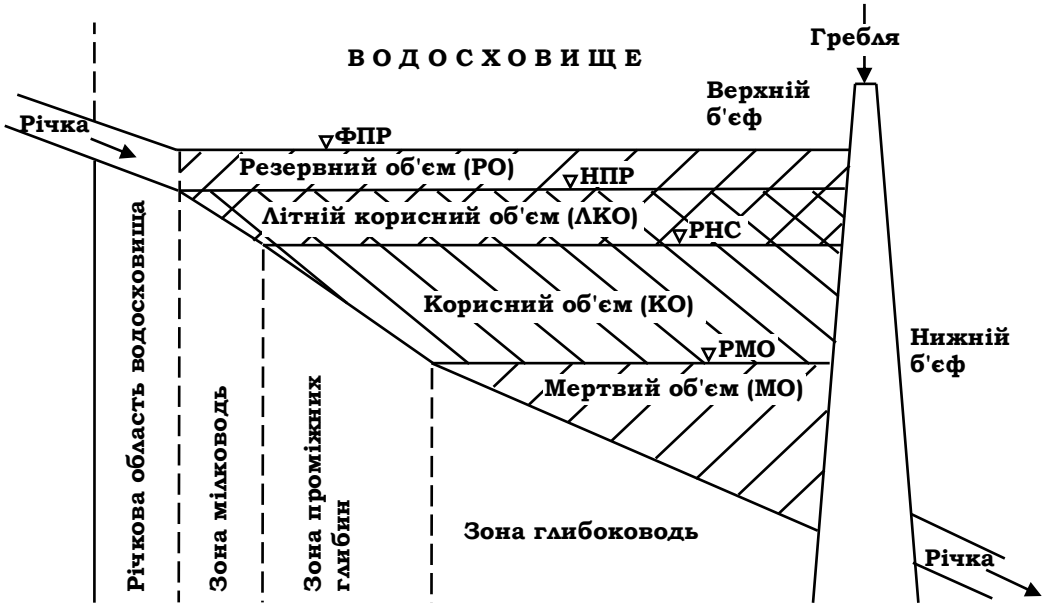 Гребля
ВОДОСХОВИЩЕ
Верхній
б'єф
Річка
ФПР
Резервний об'єм (РО)
НПР
Літній корисний об'єм (ЛКО)
РНС
Корисний об'єм (КО)
РМО
Нижній
б'єф
Мертвий об'єм (МО)
Річкова область водосховища
Зона мілководь
Зона проміжних
глибин
Зона глибоководь
Річка